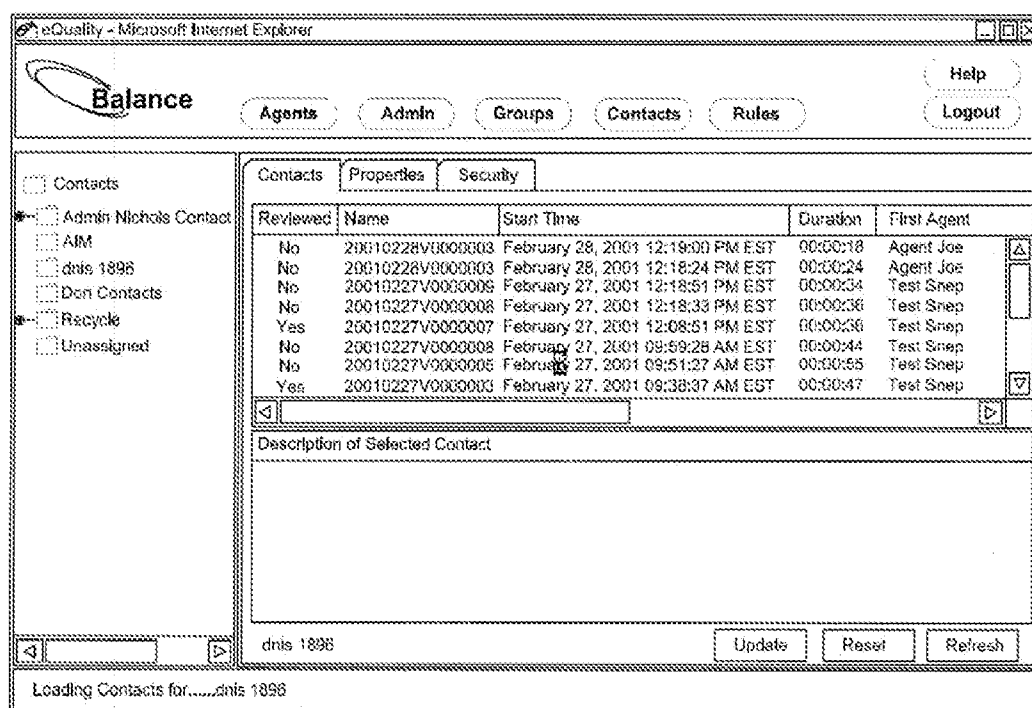 eQuality - Microsoft Internet Explorer
Balance
Agents Admin Groups Contacts Rules
Help
Logout
Contacts
Admin Nichols Contact
AIM
dnis 1896
Don Contacts
Recycle
Unassigned
Contacts Properties Security
Reviewed Name Start Time Duration First Agent
No 20010228V0000003 February 28, 2001 12:19:00 PM EST 00:00:18 Agent Joe
No 20010228V0000003 February 28, 2001 12:18:24 PM EST 00:00:24 Agent Joe
No 20010227V0000009 February 27, 2001 12:18:51 PM EST 00:00:34 Test Snep
No 20010227V0000008 February 27, 2001 12:18:33 PM EST 00:00:36 Test Snep
Yes 20010227V0000007 February 27, 2001 12:08:51 PM EST 00:00:36 Test Snep
No 20010227V0000008 February 27, 2001 09:59:28 AM EST 00:00:44 Test Snep
No 20010227V0000005 February 27, 2001 09:51:27 AM EST 00:00:55 Test Snep
Yes 20010227V0000003 February 27, 2001 09:38:37 AM EST 00:00:47 Test Snep
Description of Selected Contact
dnis 1896
Update Reset Refresh
Loading Contacts for......dnis 1896